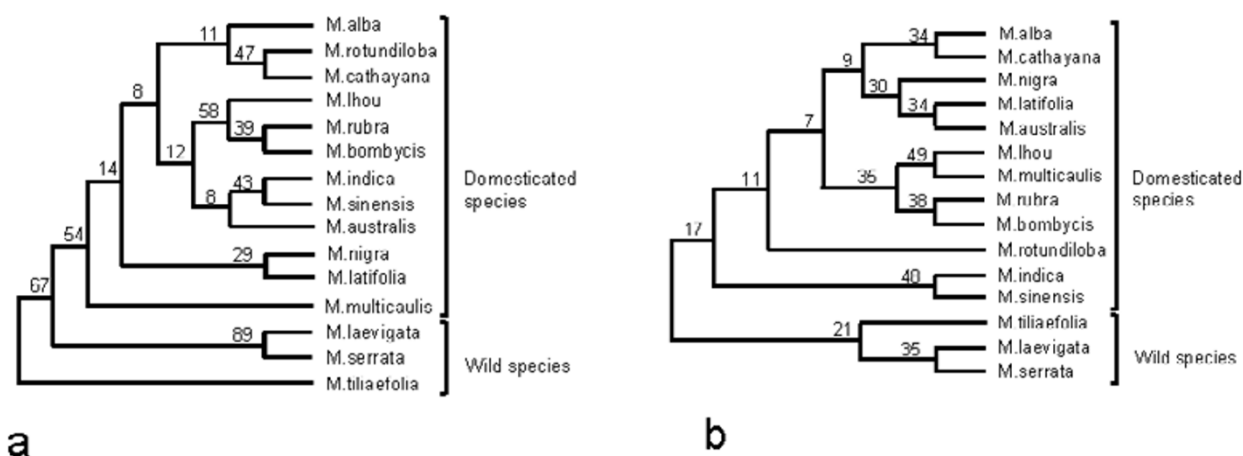 11
M.alba
47
M.rotundiloba
M.cathayana
8
58
M.lhou
39
M.rubra
M.bombycis
12
43
M.indica
M.sinensis
8
M.australis
14
29
M.nigra
M.latifolia
54
M.multicaulis
67
89
M.laevigata
M.serrata
M.tiliaefolia
Domesticated
species
Wild species
a
34
M.alba
M.cathayana
9
30
M.nigra
34
M.latifolia
M.australis
7
49
M.lhou
M.multicaulis
35
38
M.rubra
M.bombycis
11
M.rotundiloba
17
40
M.indica
M.sinensis
21
M.tiliaefolia
35
M.laevigata
M.serrata
Domesticated
species
Wild species
b